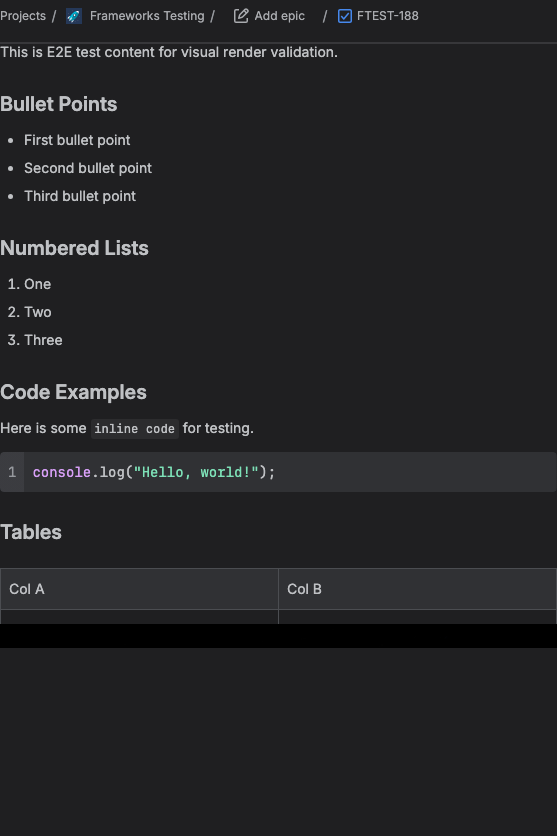 Projects / Frameworks Testing / Add epic / FTEST-188
This is E2E test content for visual render validation.
Bullet Points
• First bullet point
• Second bullet point
• Third bullet point
Numbered Lists
1. One
2. Two
3. Three
Code Examples
Here is some inline code for testing.
1 console.log("Hello, world!");
Tables
Col A Col B